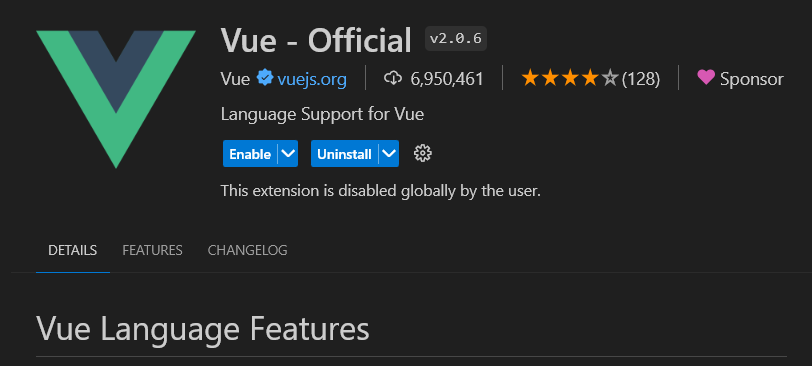 Vue - Official v2.0.6
Vue vuejs.org 6,950,461 (128) Sponsor
Language Support for Vue
Enable Uninstall
This extension is disabled globally by the user.
DETAILS FEATURES CHANGELOG
Vue Language Features